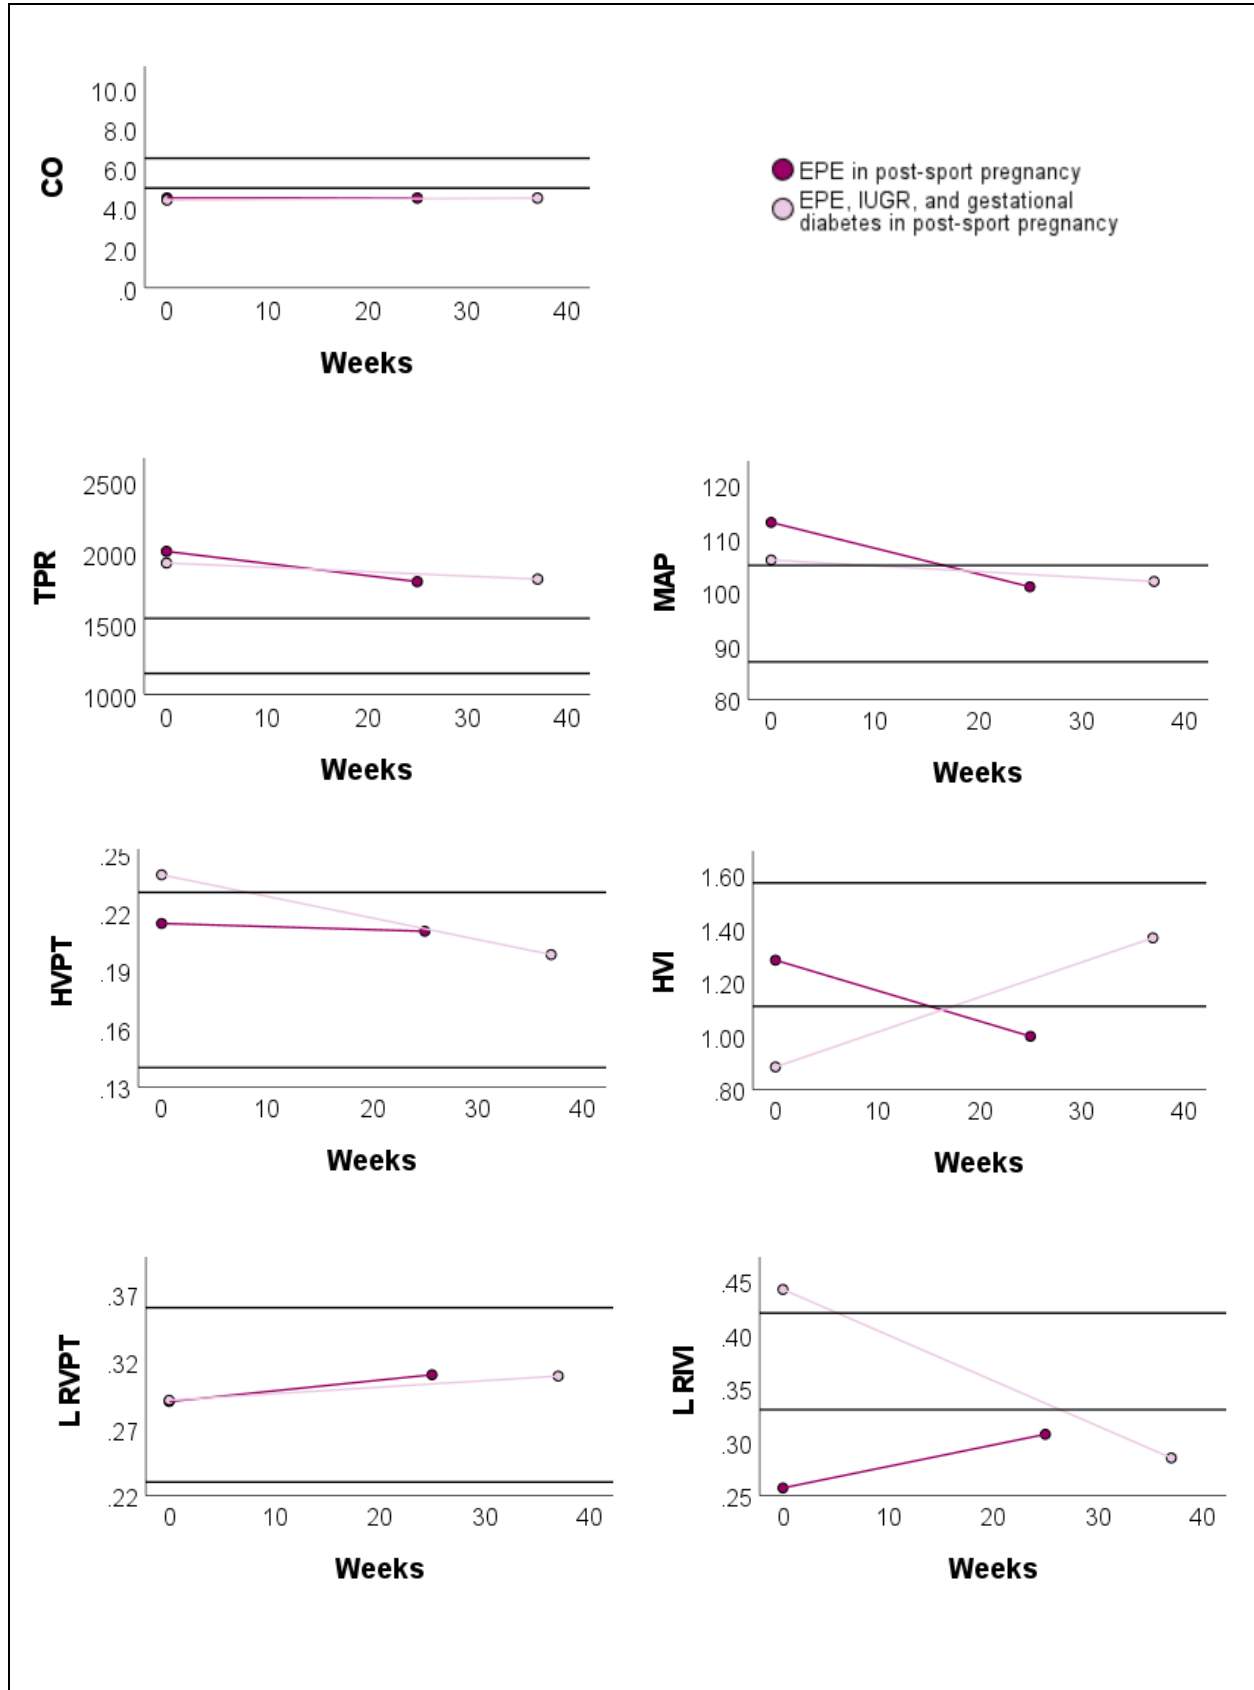 10.0
8.0
6.0
4.0
2.0
.0
CO
0 10 20 30 40
Weeks
EPE in post-sport pregnancy
EPE, IUGR, and gestational
diabetes in post-sport pregnancy
2500
2000
1500
1000
TPR
0 10 20 30 40
Weeks
120
110
100
90
80
MAP
0 10 20 30 40
Weeks
.25
.22
.19
.16
.13
HVPT
0 10 20 30 40
Weeks
1.60
1.40
1.20
1.00
.80
HVI
0 10 20 30 40
Weeks
.37
.32
.27
.22
L RVPT
0 10 20 30 40
Weeks
.45
.40
.35
.30
.25
L RIVI
0 10 20 30 40
Weeks